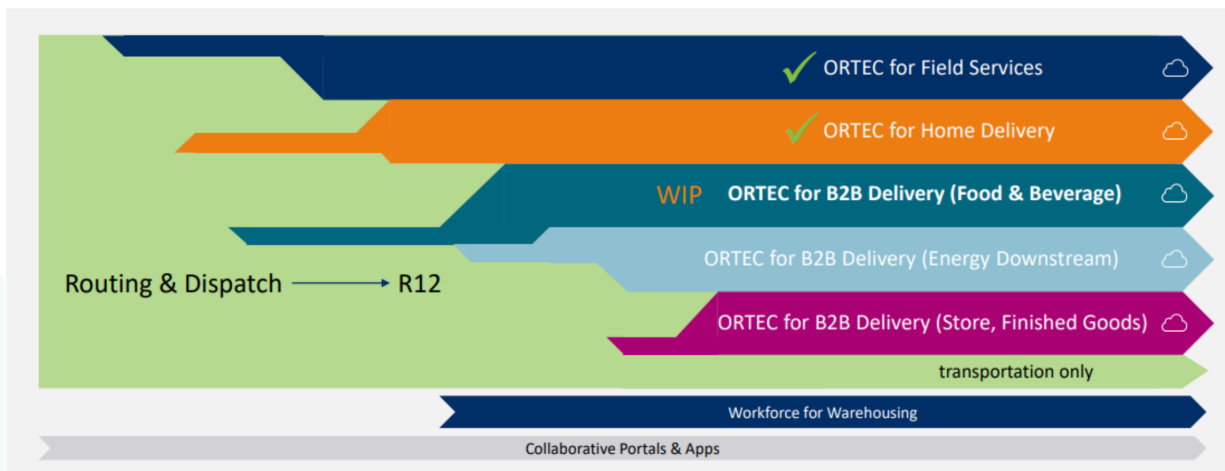 ORTEC for Field Services
ORTEC for Home Delivery
WIP ORTEC for B2B Delivery (Food & Beverage)
ORTEC for B2B Delivery (Energy Downstream)
Routing & Dispatch R12
ORTEC for B2B Delivery (Store, Finished Goods)
transportation only
Workforce for Warehousing
Collaborative Portals & Apps